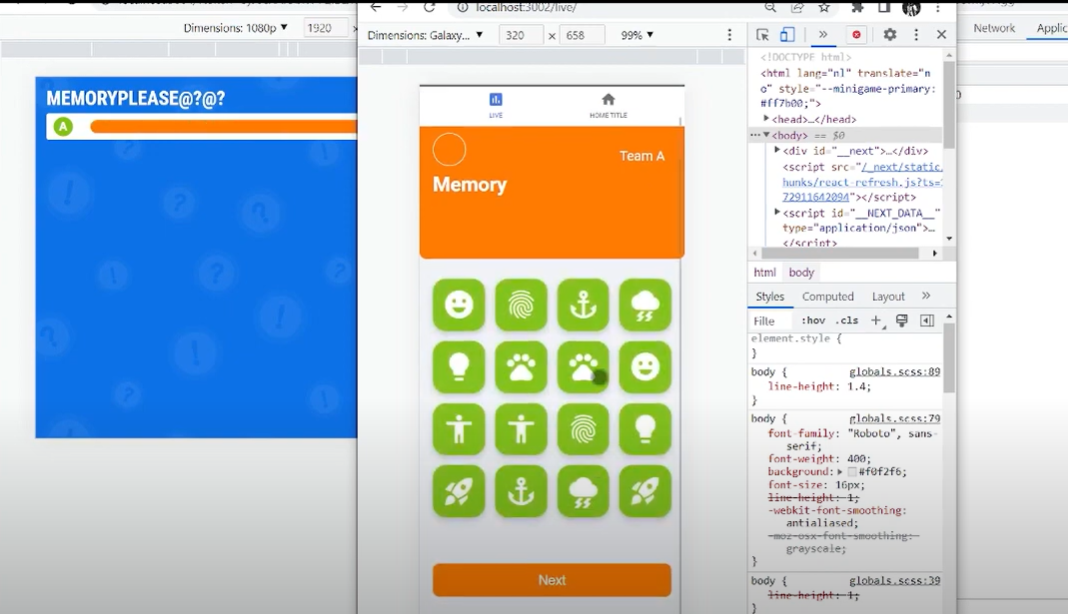 Dimensions: 1080p ▼ 1920 ×
MEMORYPLEASE@?@?
A
localhost:3002/live/
Dimensions: Galaxy... ▼ 320 × 658 99% ▼
LIVE
HOME TITLE
Team A
Memory
Next
<!DOCTYPE html>
<html lang="nl" translate="n
o" style="--minigame-primary:
#ff7b00;">
▶<head>…</head>
•••▼<body> == $0
▶<div id="__next">…</div>
<script src="/_next/static/
hunks/react-refresh.js?ts=1
72911642094"></script>
▶<script id="__NEXT_DATA__"
type="application/json">…
</script>
html body
Styles Computed Layout »
Filte :hov .cls +
element.style {
}
body { globals.scss:89
line-height: 1.4;
}
body { globals.scss:79
font-family: "Roboto", sans-
serif;
font-weight: 400;
background:▶ #f0f2f6;
font-size: 16px;
line-height: 1;
-webkit-font-smoothing:
antialiased;
-moz-osx-font-smoothing:
grayscale;
}
body { globals.scss:39
line-height: 1;
}
Network Applic